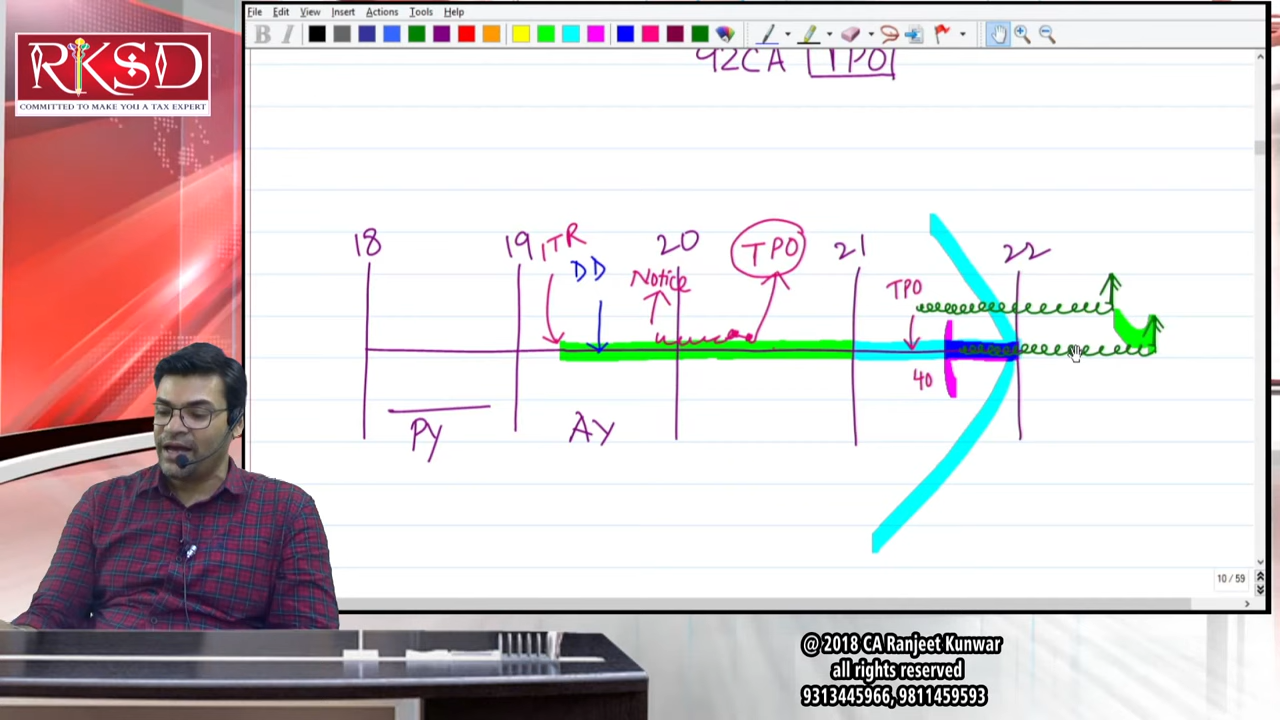 File Edit View Insert Actions Tools Help
RKSD
COMMITTED TO MAKE YOU A TAX EXPERT
B I
92CA TPO
18 19 ITR 20 TPO 21 22
DD Notice TPO
40
PY AY
10 / 59
@ 2018 CA Ranjeet Kunwar
all rights reserved
9313445966, 9811459593